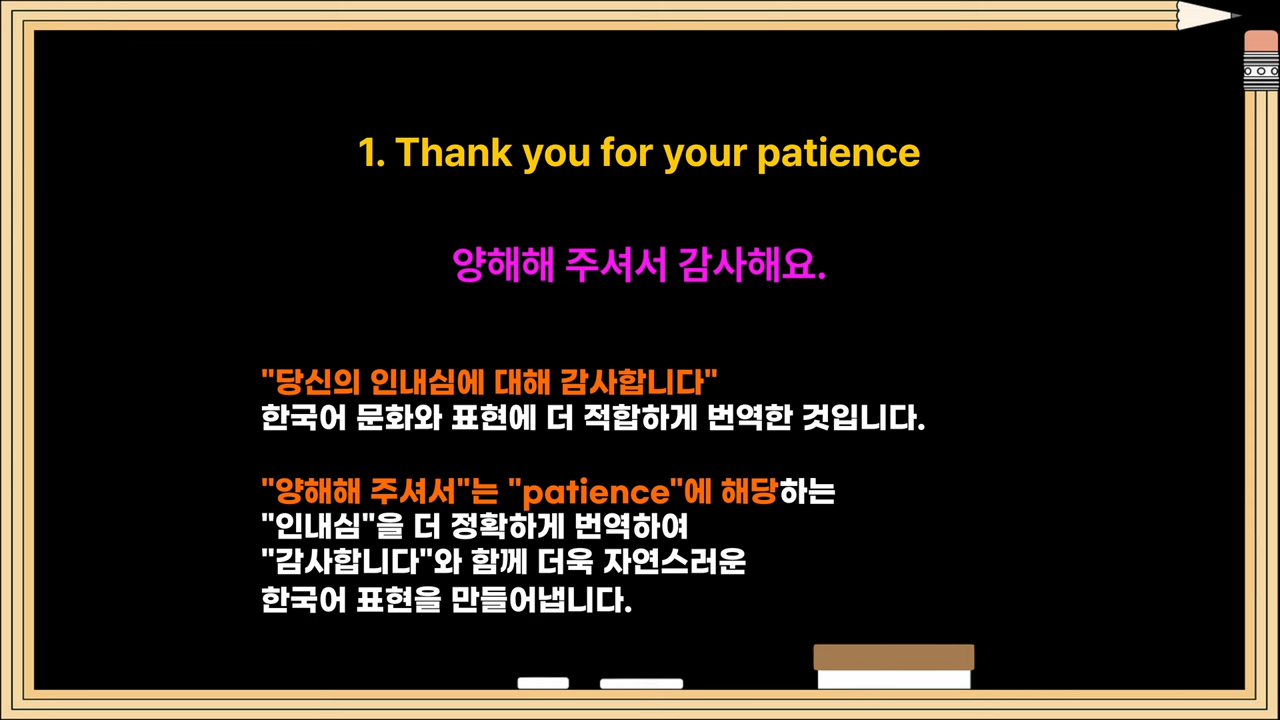 1. Thank you for your patience
양해해 주셔서 감사해요.
"당신의 인내심에 대해 감사합니다"
한국어 문화와 표현에 더 적합하게 번역한 것입니다.
"양해해 주셔서"는 "patience"에 해당하는
"인내심"을 더 정확하게 번역하여
"감사합니다"와 함께 더욱 자연스러운
한국어 표현을 만들어냅니다.